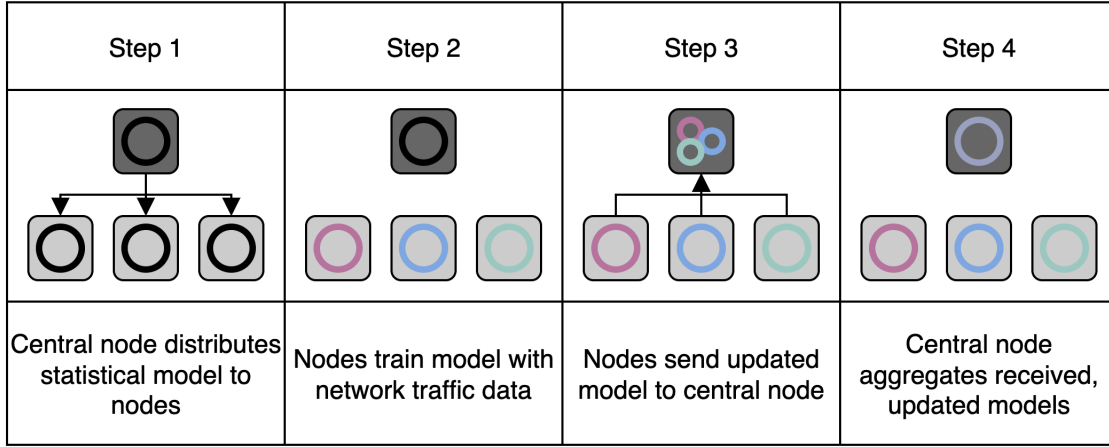 Step 1
Step 2
Step 3
Step 4
Central node distributes
statistical model to
nodes
Nodes train model with
network traffic data
Nodes send updated
model to central node
Central node
aggregates received,
updated models